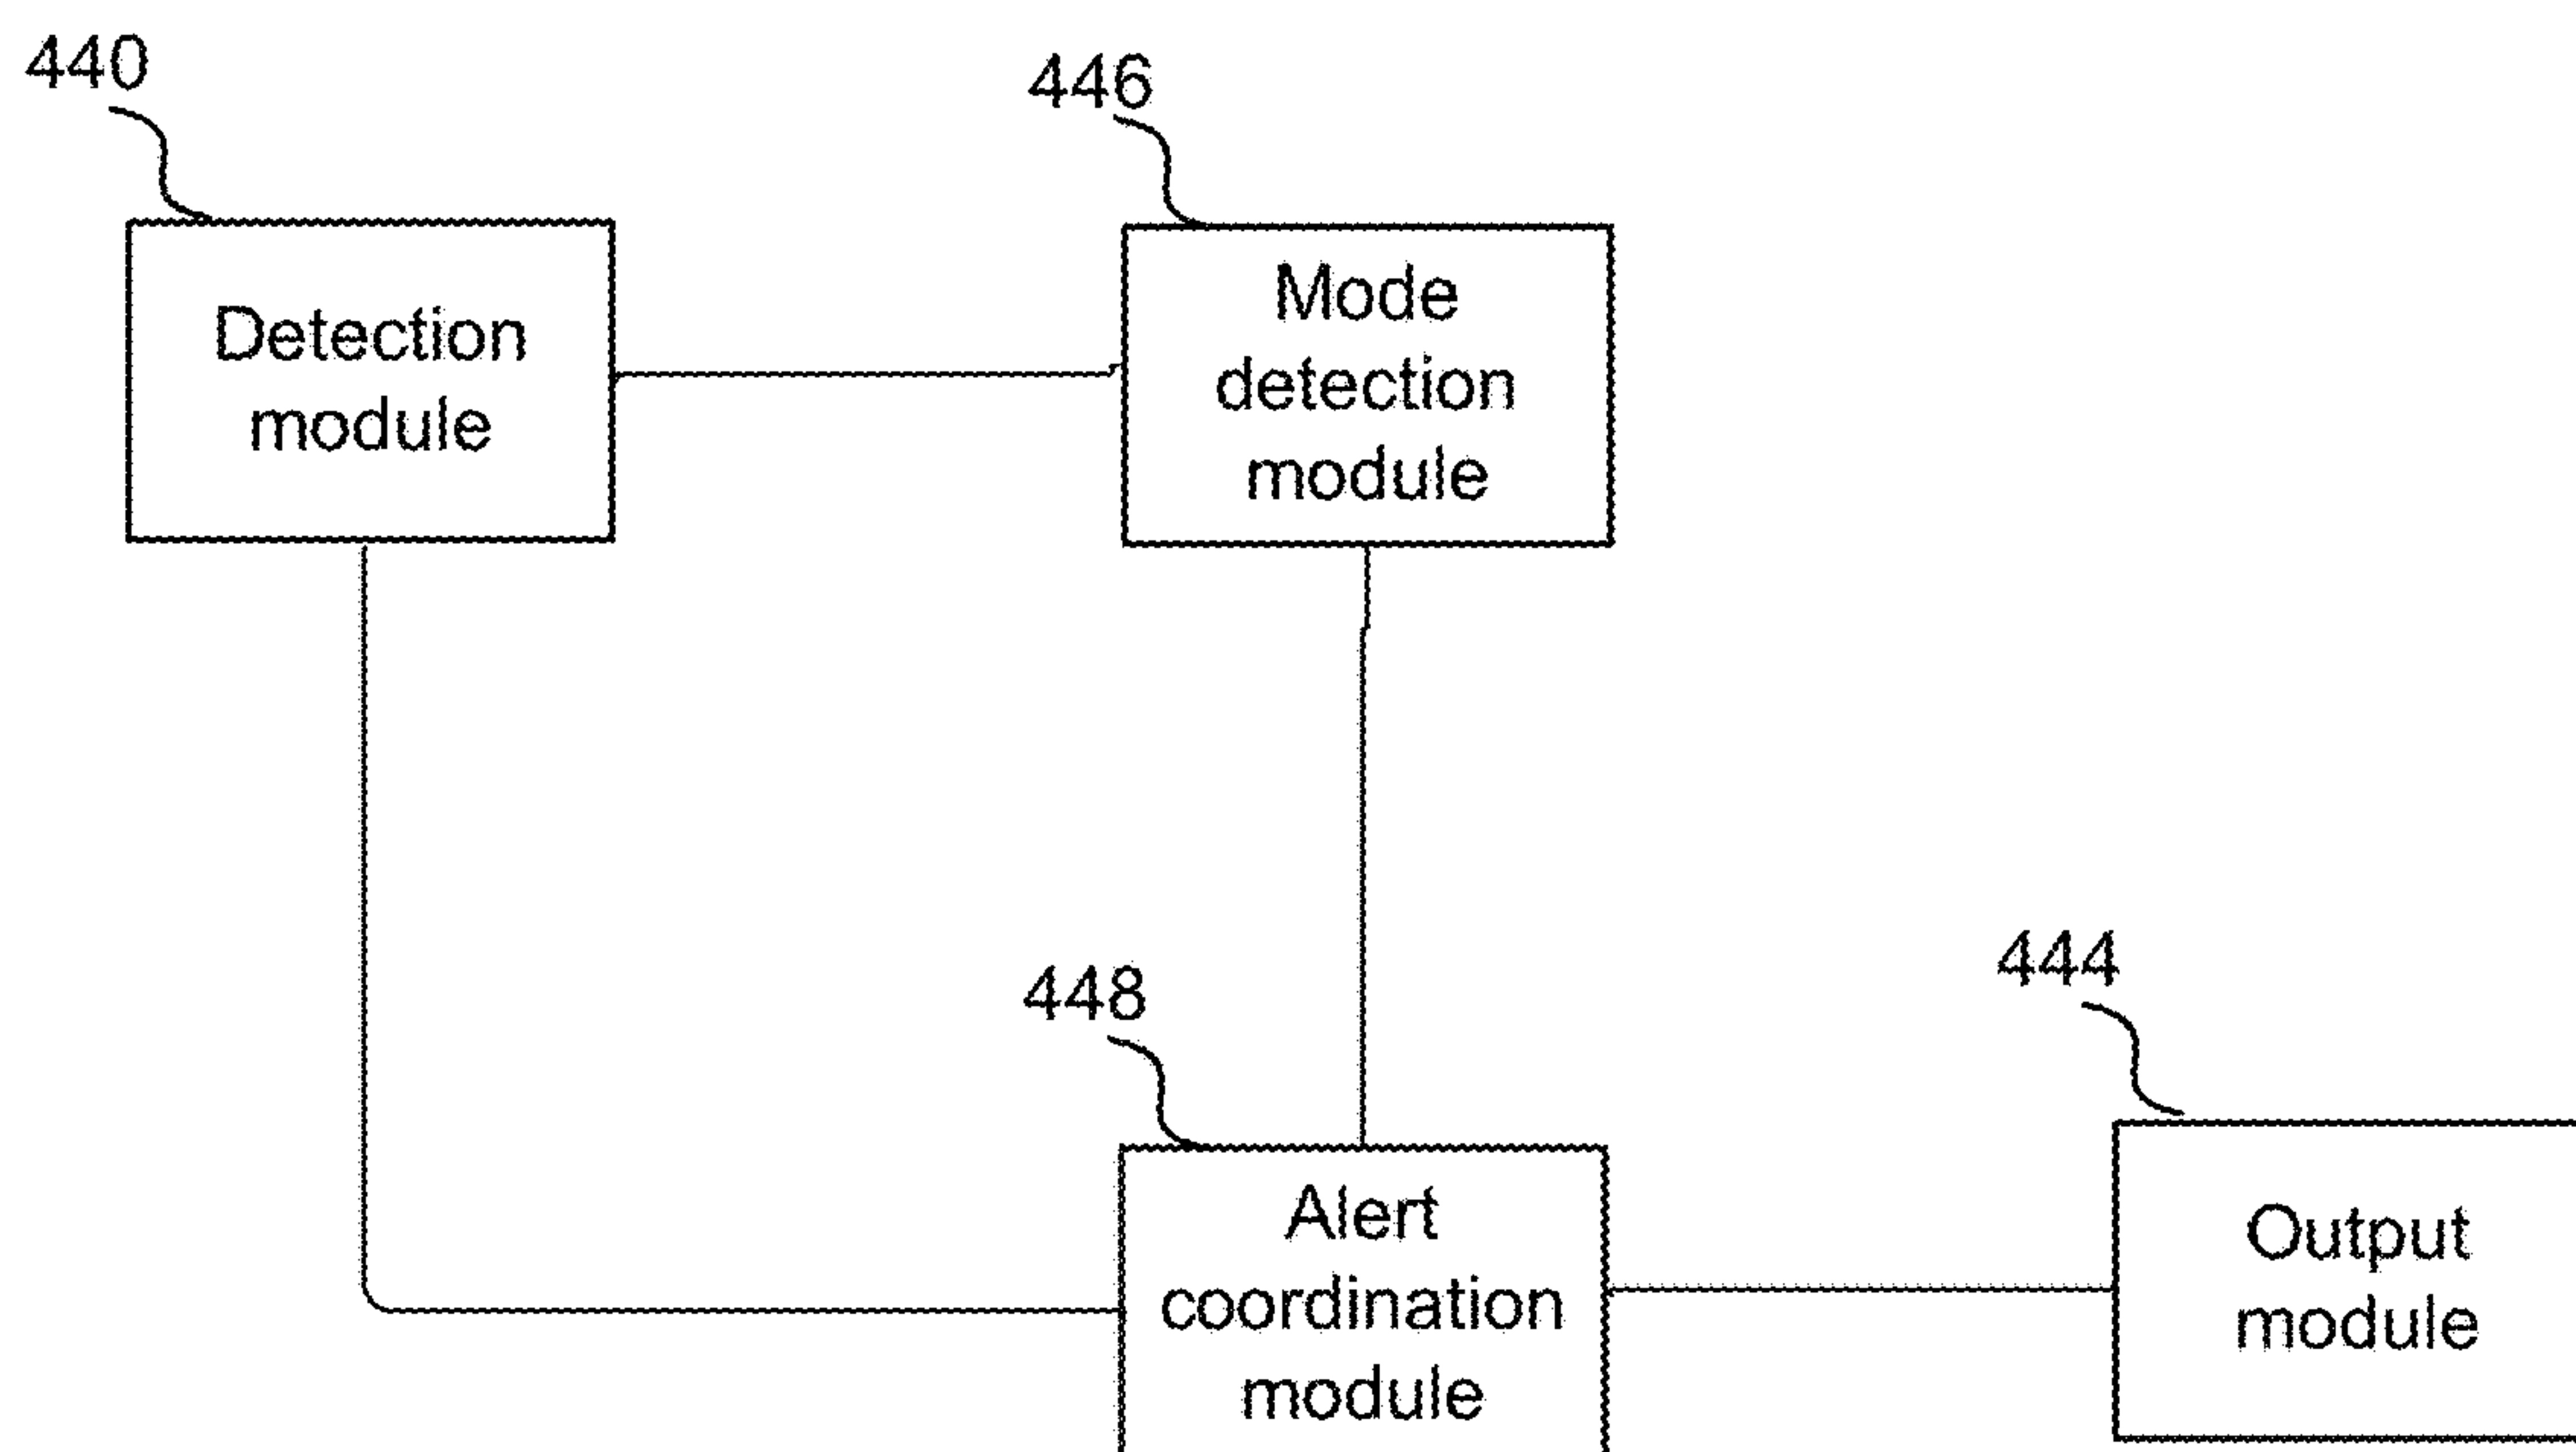 440
446
Detection
module
Mode
detection
module
448
444
Alert
coordination
module
Output
module